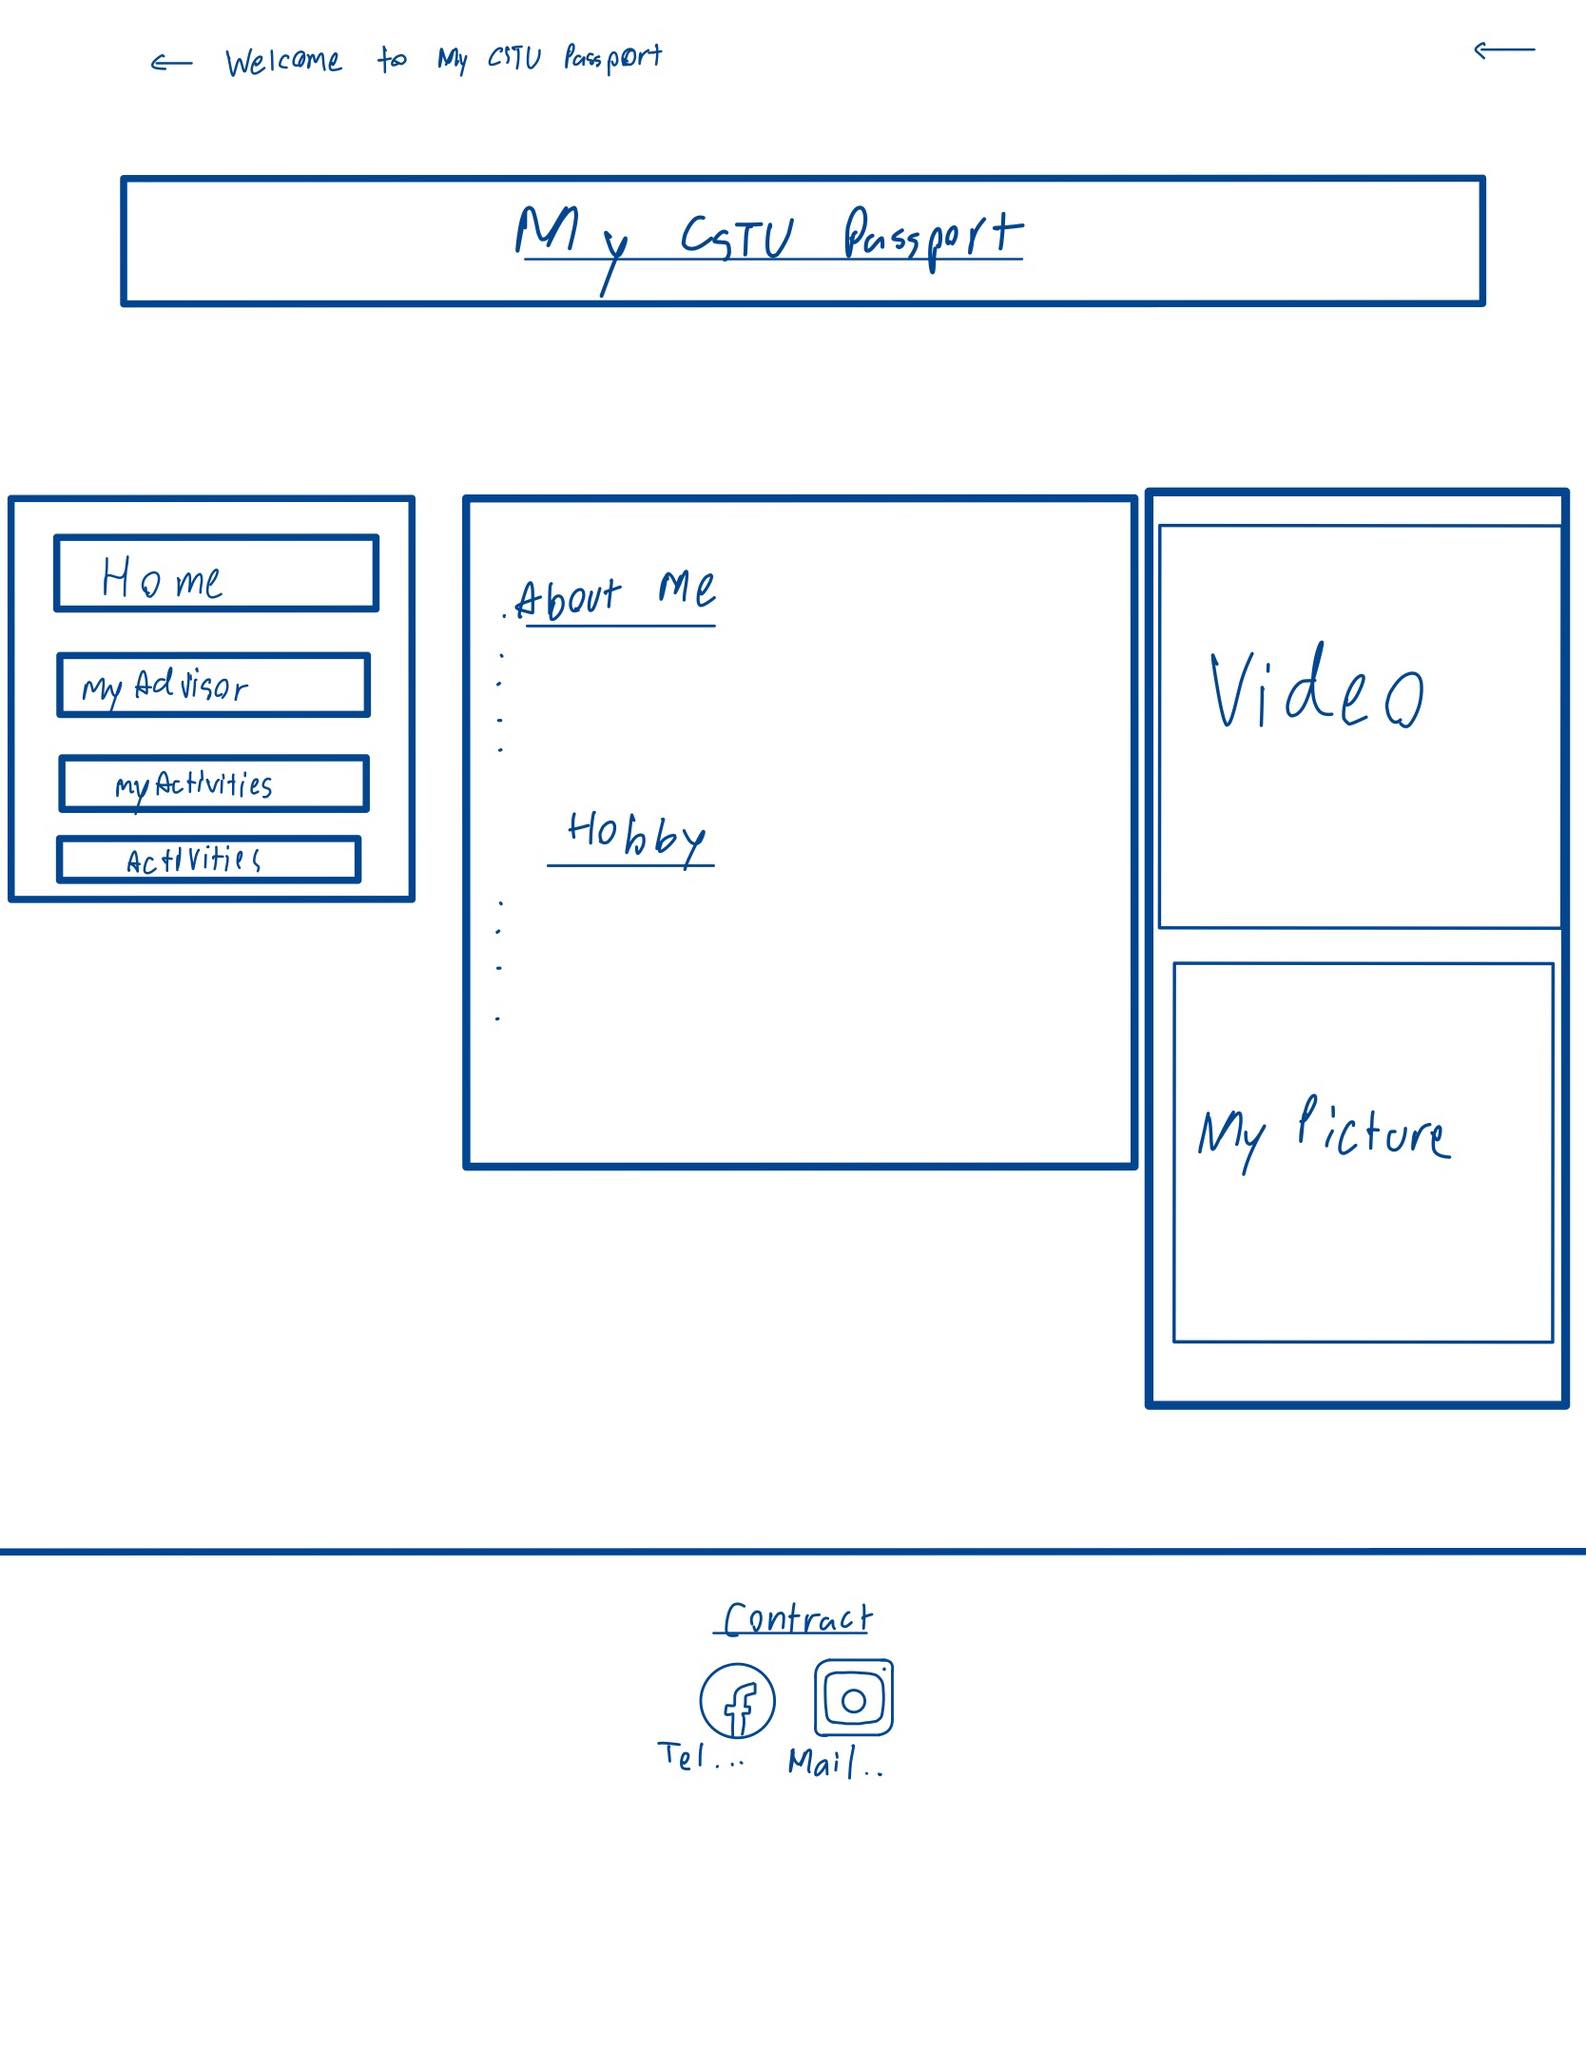 ← Welcome to My CSTU Passport ←
My CSTU Passport
Home
My Advisor
My Activities
Activities
About Me
Hobby
Video
My Picture
Contract
f
Tel... Mail..